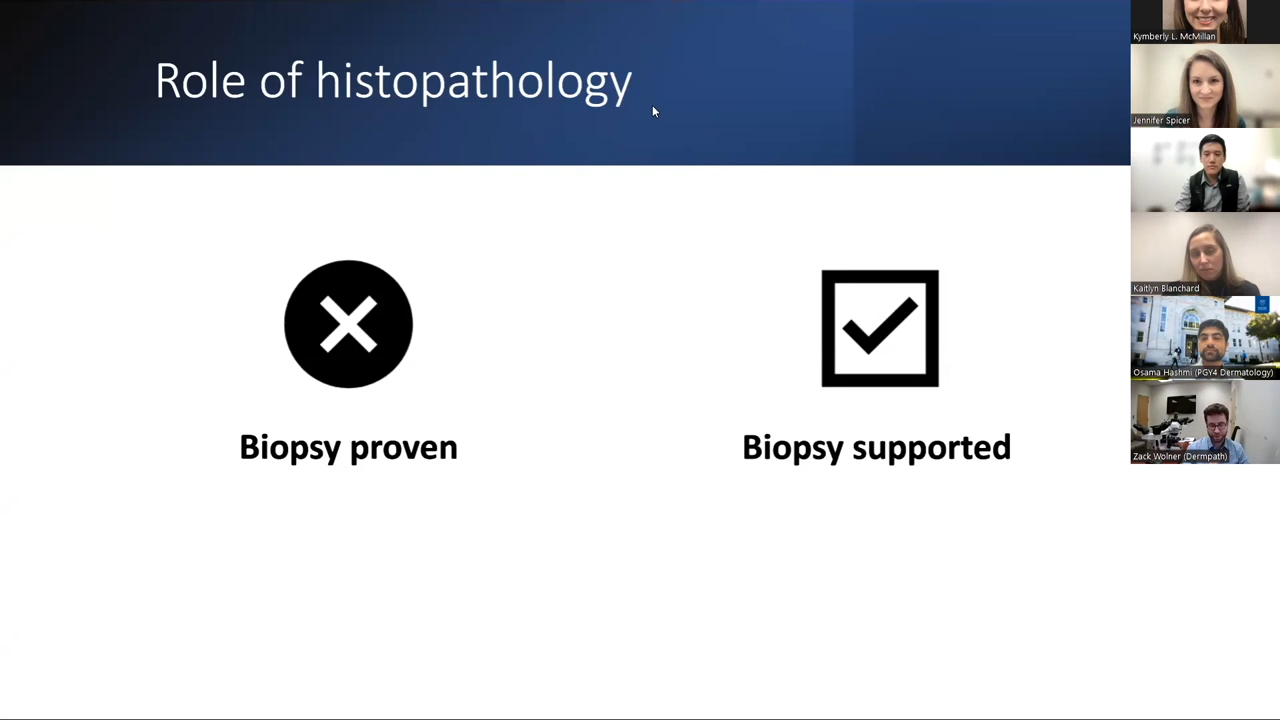 Role of histopathology
Biopsy proven
Biopsy supported
Kymberly L. McMillan
Jennifer Spicer
Kaitlyn Blanchard
Osama Hashmi (PGY4 Dermatology)
Zack Wolner (Dermpath)